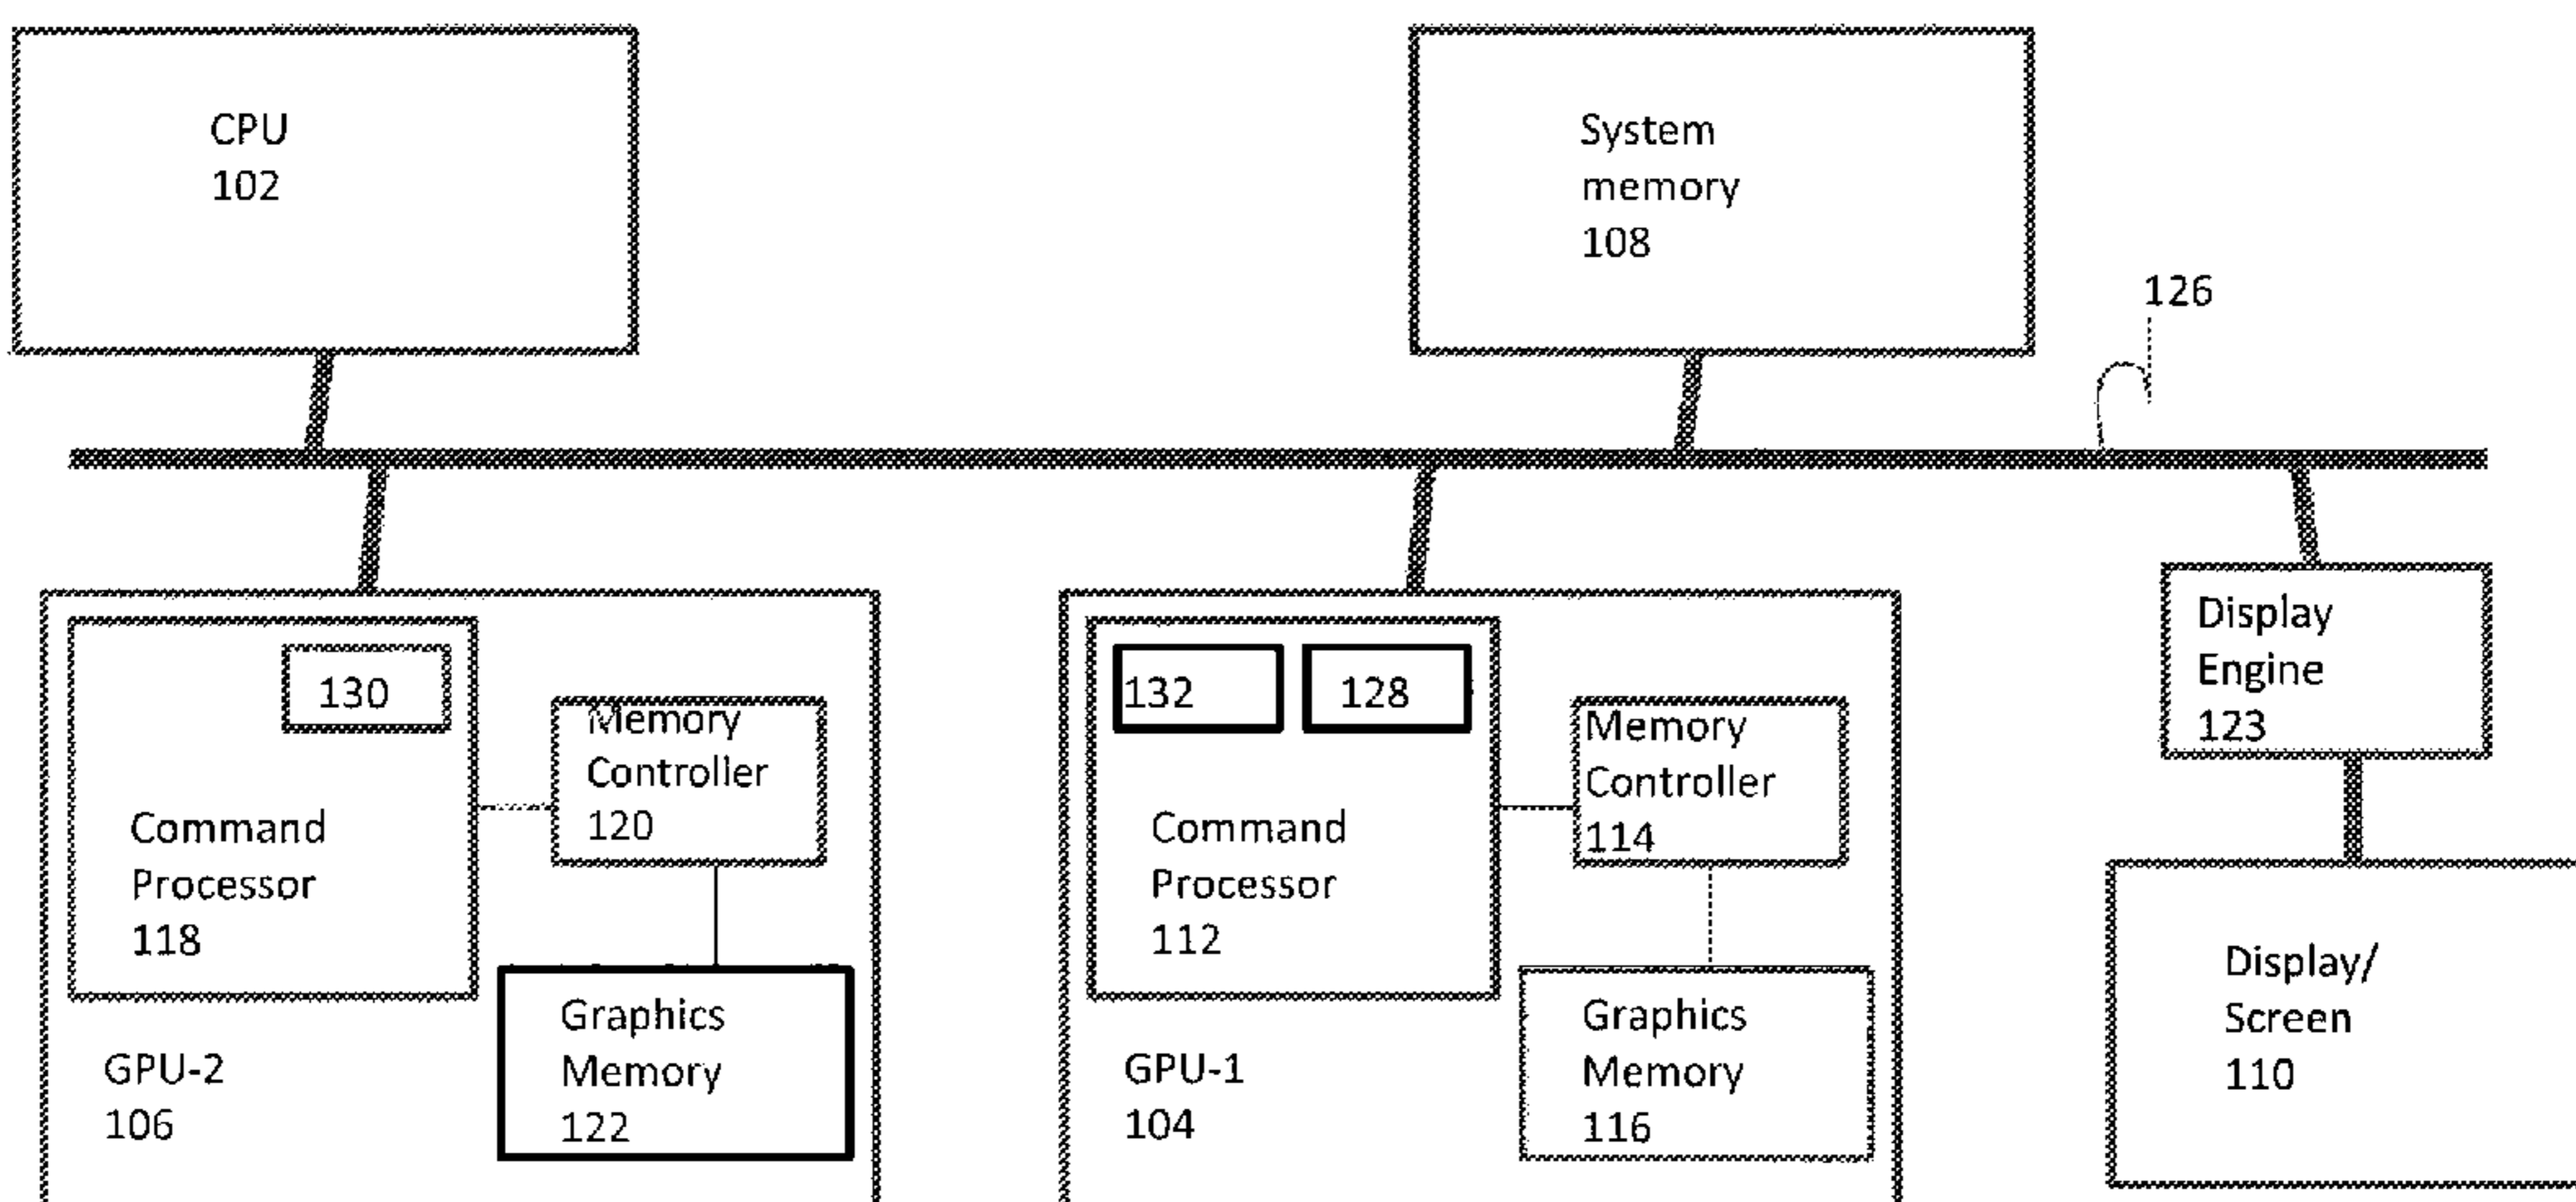 CPU
102
System
memory
108
126
130
Command
Processor
118
Memory
Controller
120
Graphics
Memory
122
GPU-2
106
132
128
Command
Processor
112
Memory
Controller
114
Graphics
Memory
116
GPU-1
104
Display
Engine
123
Display/
Screen
110